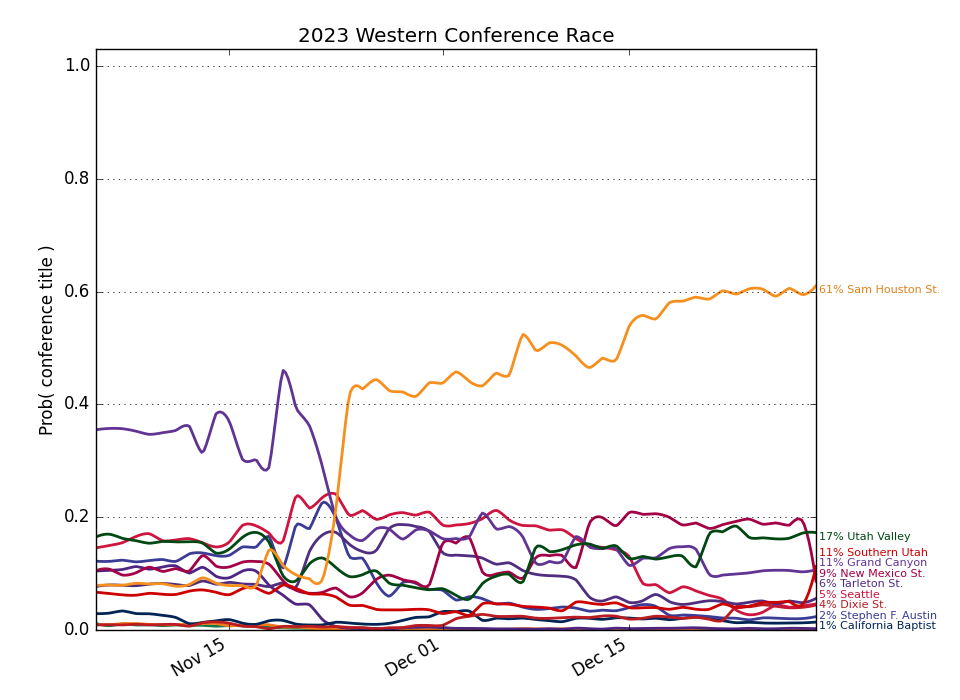 2023 Western Conference Race
1.0
0.8
0.6
0.4
0.2
0.0
Prob( conference title )
Nov 15
Dec 01
Dec 15
61% Sam Houston St.
17% Utah Valley
11% Southern Utah
11% Grand Canyon
9% New Mexico St.
6% Tarleton St.
5% Seattle
4% Dixie St.
2% Stephen F. Austin
1% California Baptist